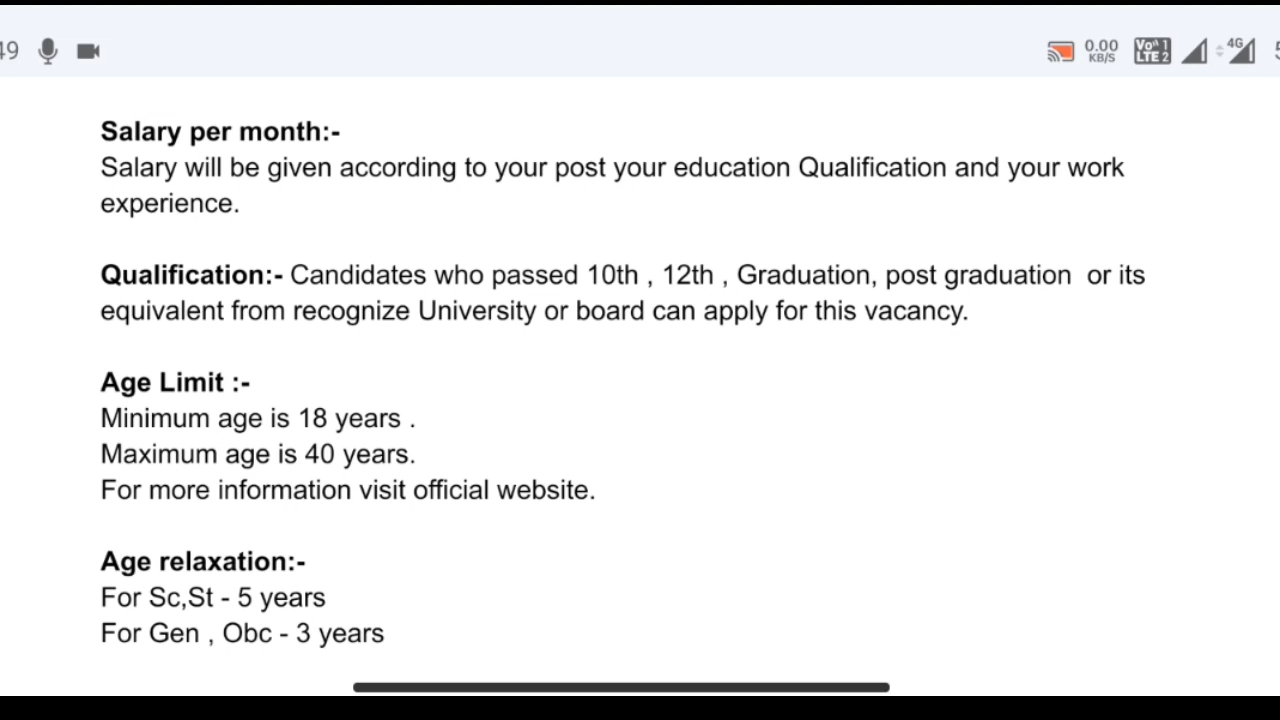 49
0.00
KB/S
Vo 1
LTE 2
4G
Salary per month:-
Salary will be given according to your post your education Qualification and your work
experience.
Qualification:- Candidates who passed 10th , 12th , Graduation, post graduation  or its
equivalent from recognize University or board can apply for this vacancy.
Age Limit :-
Minimum age is 18 years .
Maximum age is 40 years.
For more information visit official website.
Age relaxation:-
For Sc,St - 5 years
For Gen , Obc - 3 years